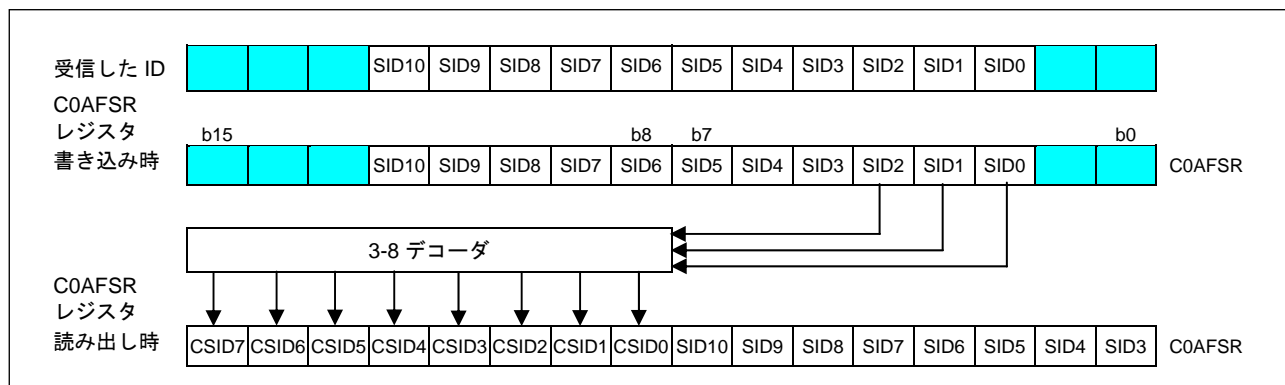 受信した ID
SID10 SID9 SID8 SID7 SID6 SID5 SID4 SID3 SID2 SID1 SID0
C0AFSR
レジスタ
書き込み時
b15 b8 b7 b0
SID10 SID9 SID8 SID7 SID6 SID5 SID4 SID3 SID2 SID1 SID0 C0AFSR
3-8 デコーダ
C0AFSR
レジスタ
読み出し時
CSID7 CSID6 CSID5 CSID4 CSID3 CSID2 CSID1 CSID0 SID10 SID9 SID8 SID7 SID6 SID5 SID4 SID3 C0AFSR